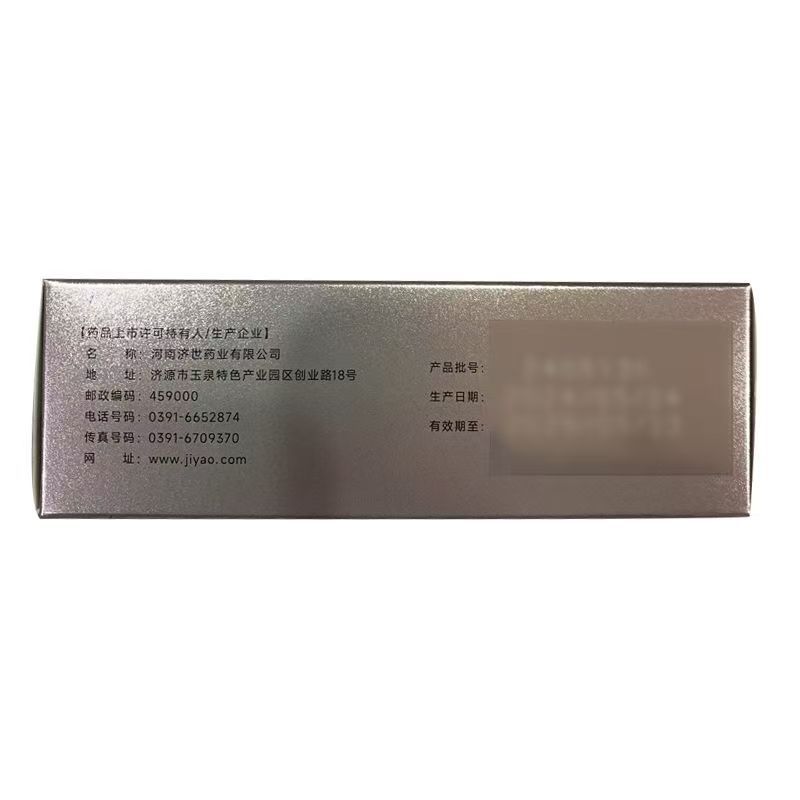 【药品上市许可持有人/生产企业】
名 称：河南济世药业有限公司
地 址：济源市玉泉特色产业园区创业路18号
邮政编码：459000
电话号码：0391-6652874
传真号码：0391-6709370
网 址：www.jiyao.com
产品批号：
生产日期：
有效期至：